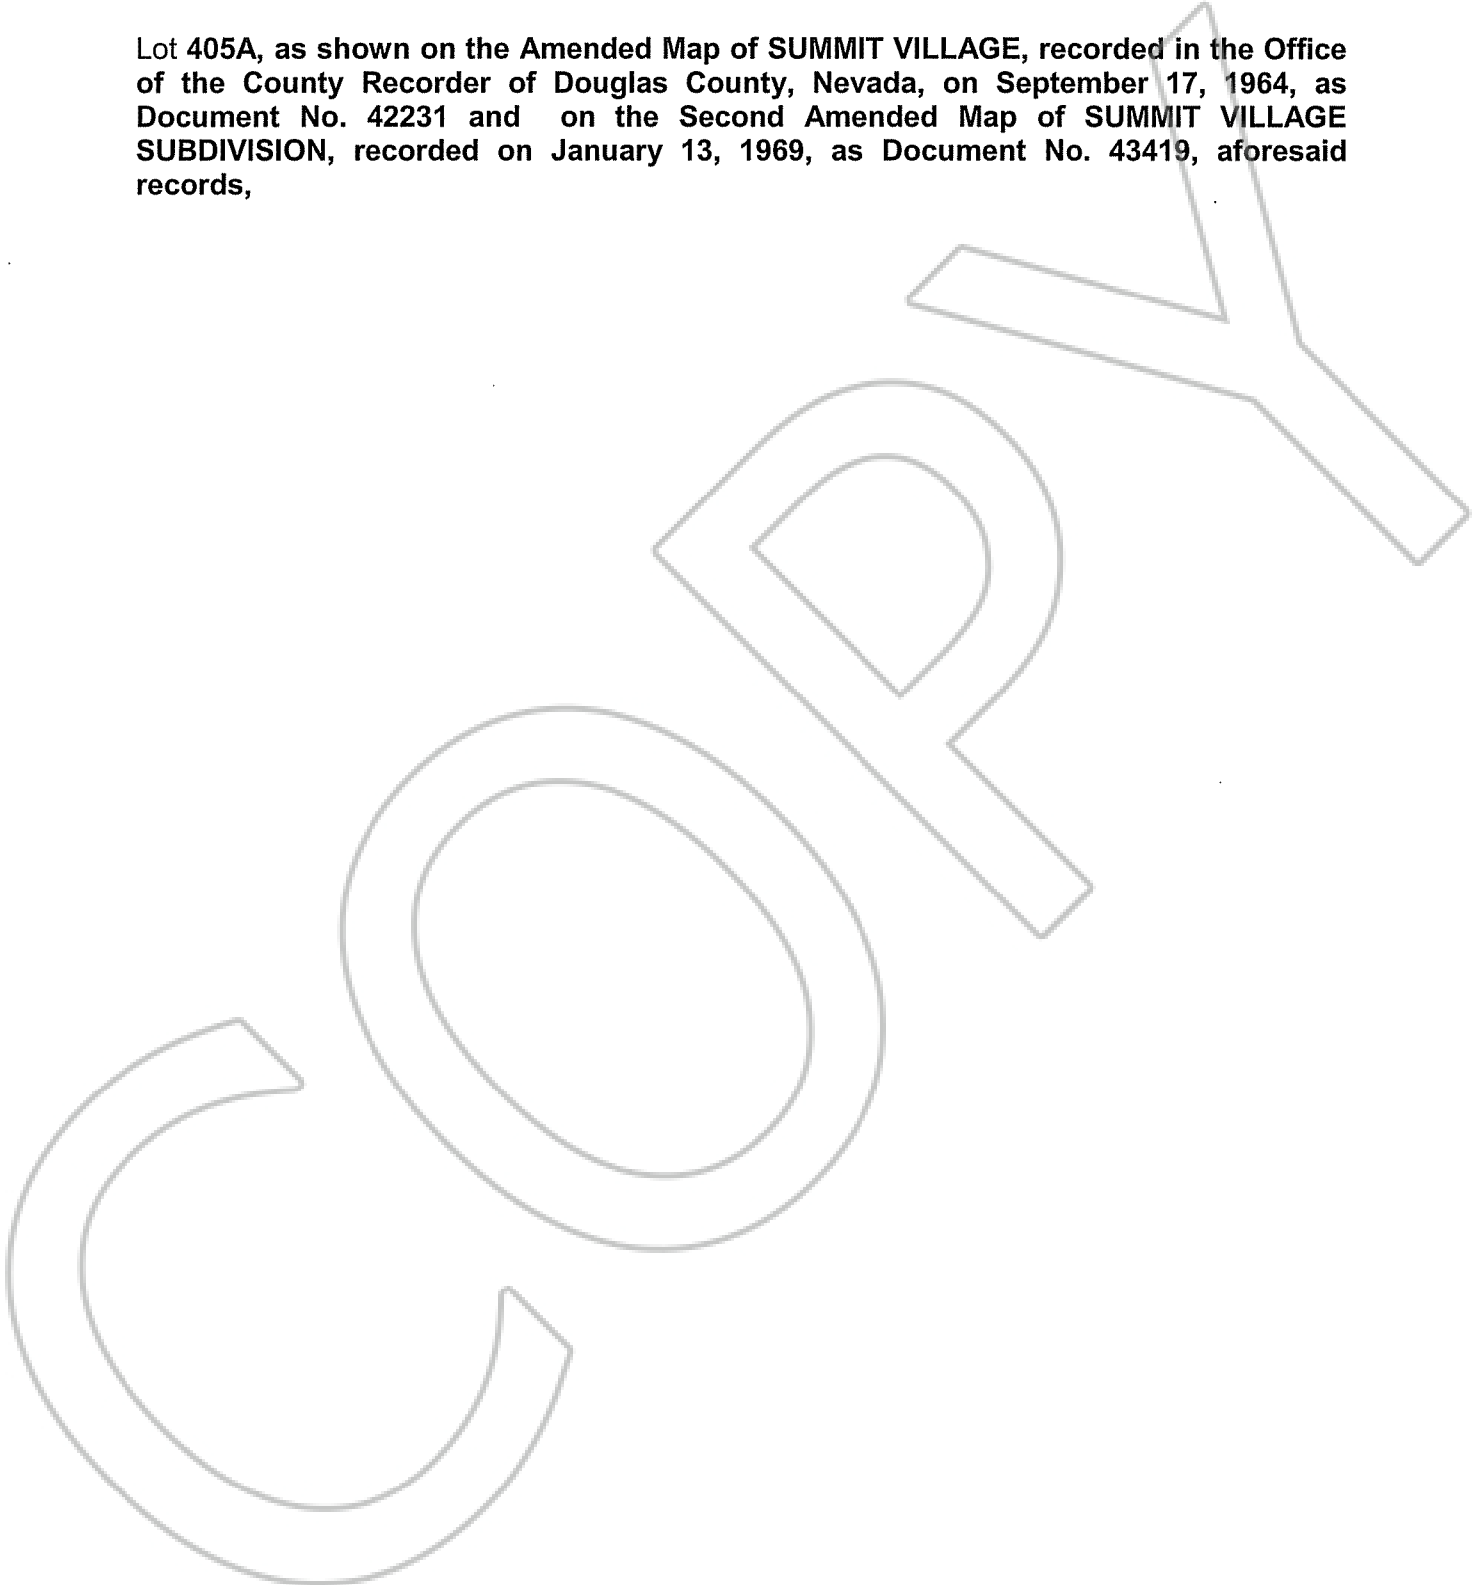 Lot 405A, as shown on the Amended Map of SUMMIT VILLAGE, recorded in the Office
of the County Recorder of Douglas County, Nevada, on September 17, 1964, as
Document No. 42231 and on the Second Amended Map of SUMMIT VILLAGE
SUBDIVISION, recorded on January 13, 1969, as Document No. 43419, aforesaid
records,
COPY